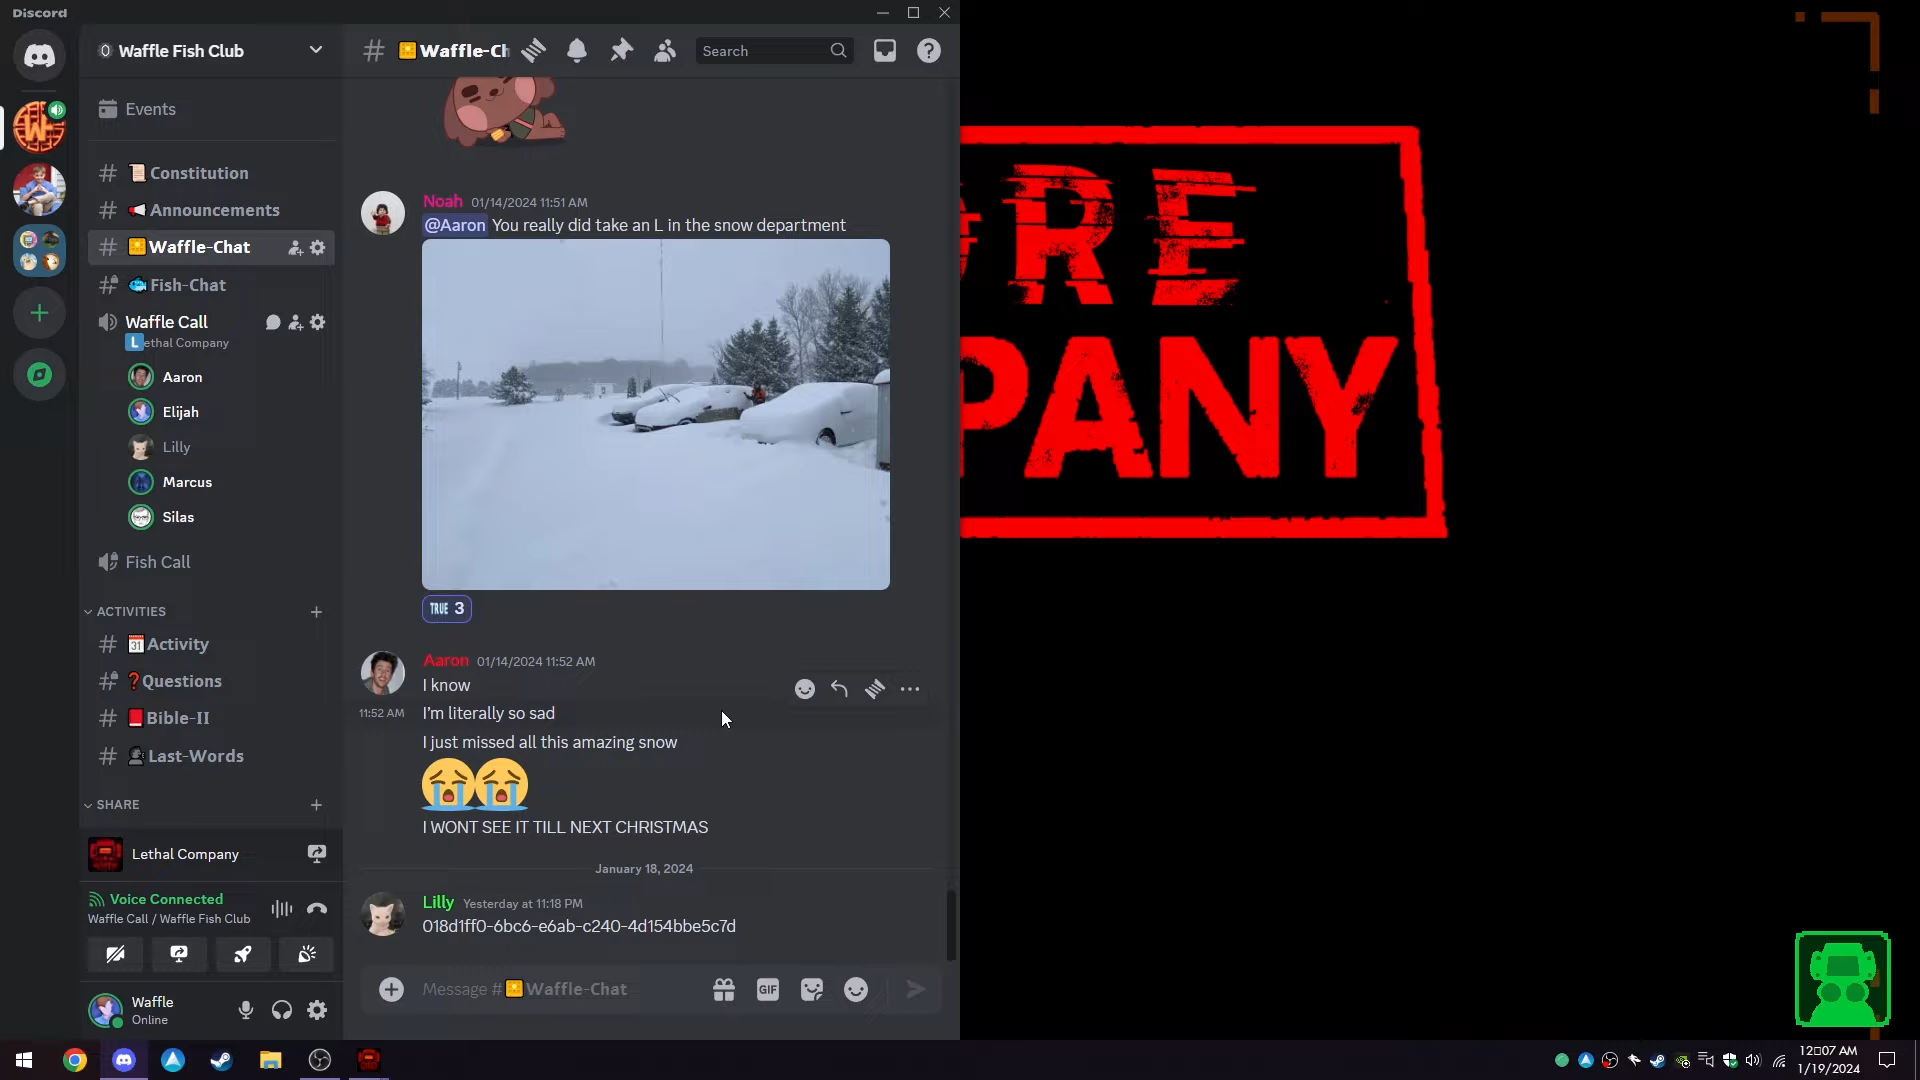 Discord
Waffle Fish Club
Waffle-Ch
Search
Events
Constitution
Announcements
Waffle-Chat
Fish-Chat
Waffle Call
Lethal Company
Aaron
Elijah
Lilly
Marcus
Silas
Fish Call
ACTIVITIES
Activity
Questions
Bible-II
Last-Words
SHARE
Lethal Company
Voice Connected
Waffle Call / Waffle Fish Club
Waffle
Online
Noah 01/14/2024 11:51 AM
@Aaron You really did take an L in the snow department
TRUE 3
Aaron 01/14/2024 11:52 AM
I know
11:52 AM I'm literally so sad
I just missed all this amazing snow
I WONT SEE IT TILL NEXT CHRISTMAS
January 18, 2024
Lilly Yesterday at 11:18 PM
018d1ff0-6bc6-e6ab-c240-4d154bbe5c7d
Message # Waffle-Chat
GIF
ORE
PANY
12:07 AM
1/19/2024